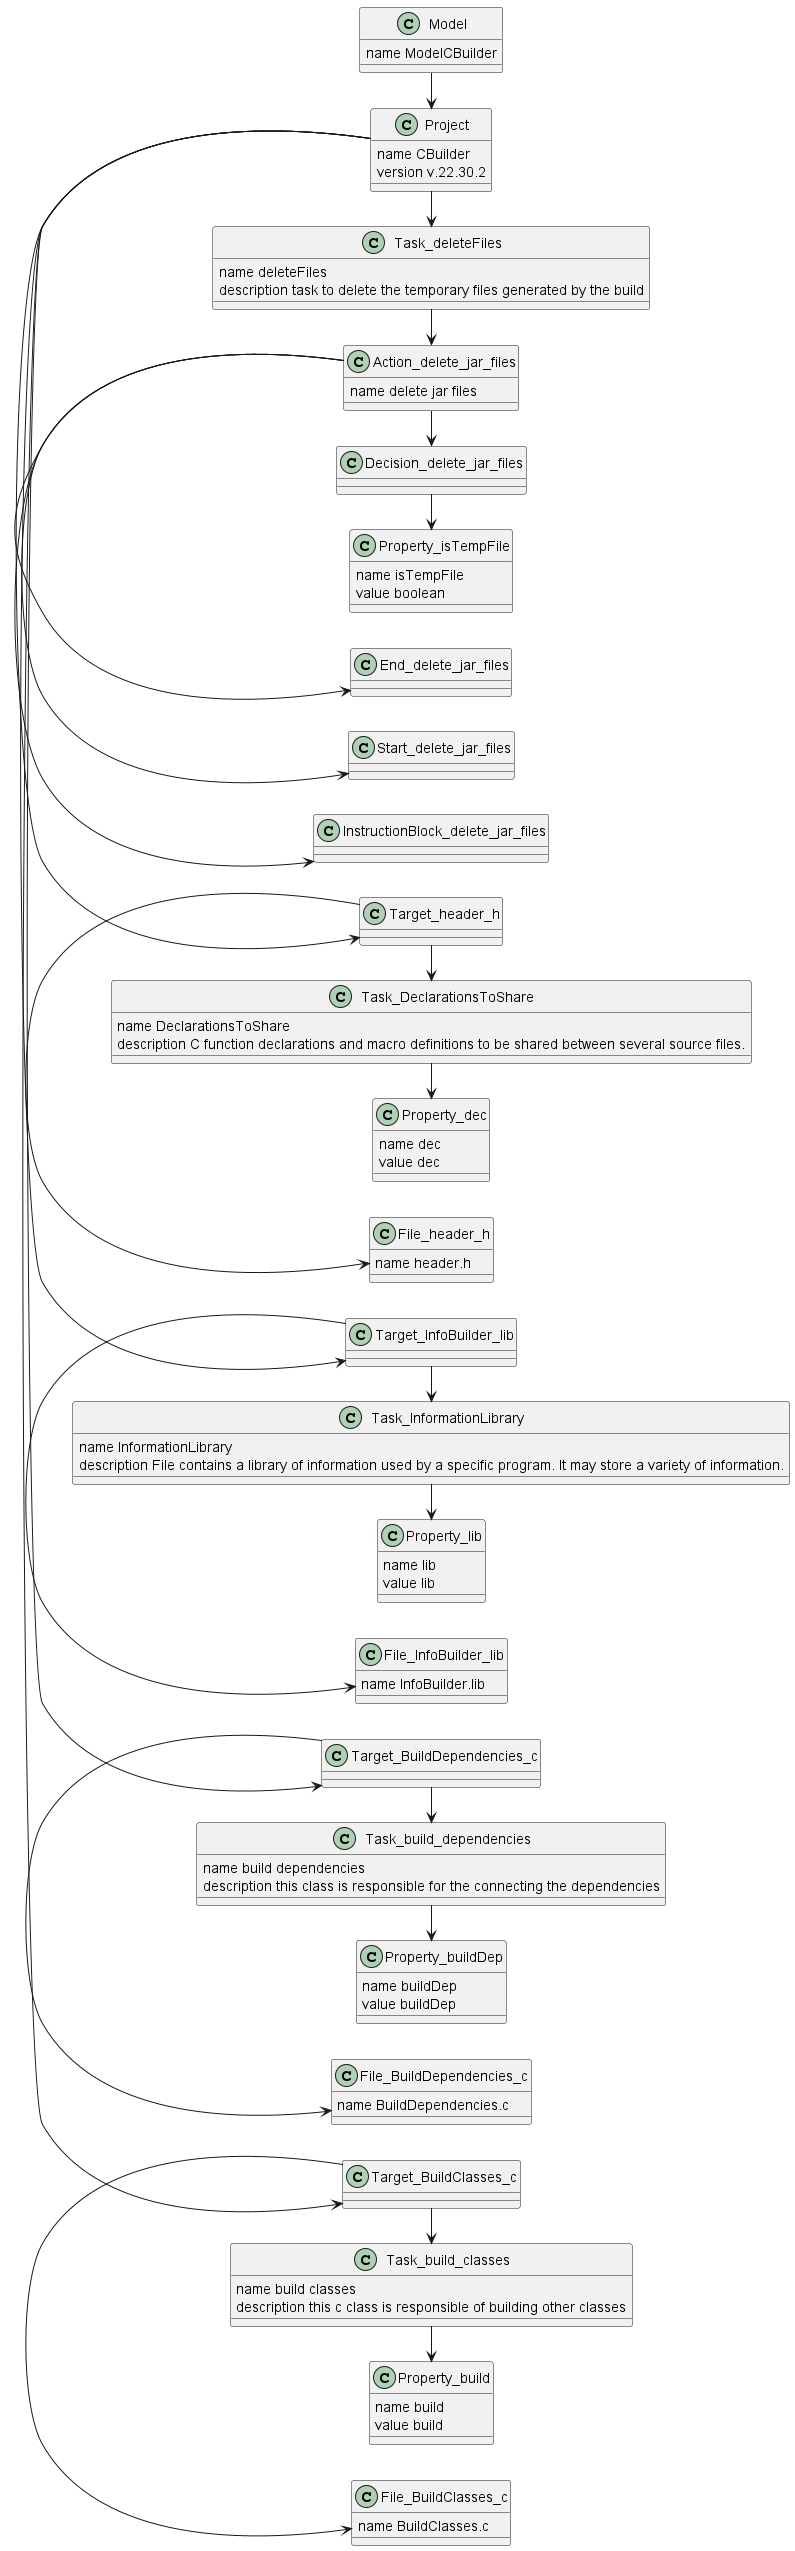 C Model
name ModelCBuilder
C Project
name CBuilder
version v.22.30.2
C Task_deleteFiles
name deleteFiles
description task to delete the temporary files generated by the build
C Action_delete_jar_files
name delete jar files
C Decision_delete_jar_files
C Property_isTempFile
name isTempFile
value boolean
C End_delete_jar_files
C Start_delete_jar_files
C InstructionBlock_delete_jar_files
C Target_header_h
C Task_DeclarationsToShare
name DeclarationsToShare
description C function declarations and macro definitions to be shared between several source files.
C Property_dec
name dec
value dec
C File_header_h
name header.h
C Target_InfoBuilder_lib
C Task_InformationLibrary
name InformationLibrary
description File contains a library of information used by a specific program. It may store a variety of information.
C Property_lib
name lib
value lib
C File_InfoBuilder_lib
name InfoBuilder.lib
C Target_BuildDependencies_c
C Task_build_dependencies
name build dependencies
description this class is responsible for the connecting the dependencies
C Property_buildDep
name buildDep
value buildDep
C File_BuildDependencies_c
name BuildDependencies.c
C Target_BuildClasses_c
C Task_build_classes
name build classes
description this c class is responsible of building other classes
C Property_build
name build
value build
C File_BuildClasses_c
name BuildClasses.c